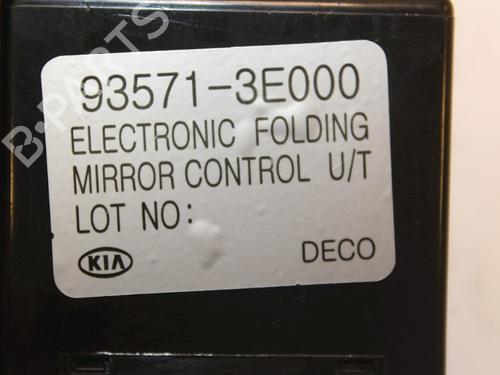 93571-3E000
ELECTRONIC FOLDING
MIRROR CONTROL U/T
LOT NO:
KIA
DECO
B-PARTS